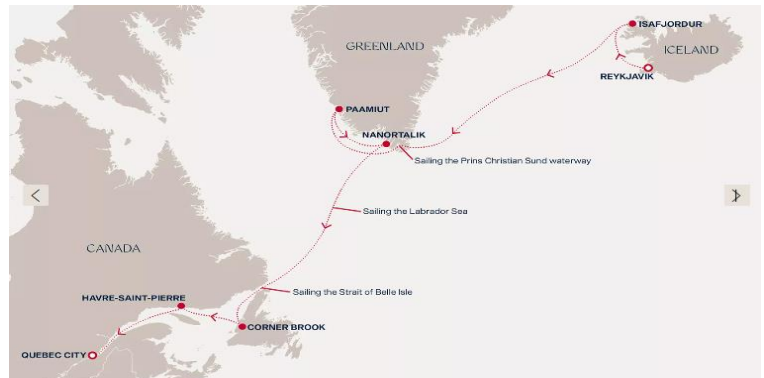 ISAFJORDUR
GREENLAND
ICELAND
REYKJAVIK
PAAMIUT
NANORTALIK
Sailing the Prins Christian Sund waterway
Sailing the Labrador Sea
CANADA
Sailing the Strait of Belle Isle
HAVRE-SAINT-PIERRE
CORNER BROOK
QUEBEC CITY